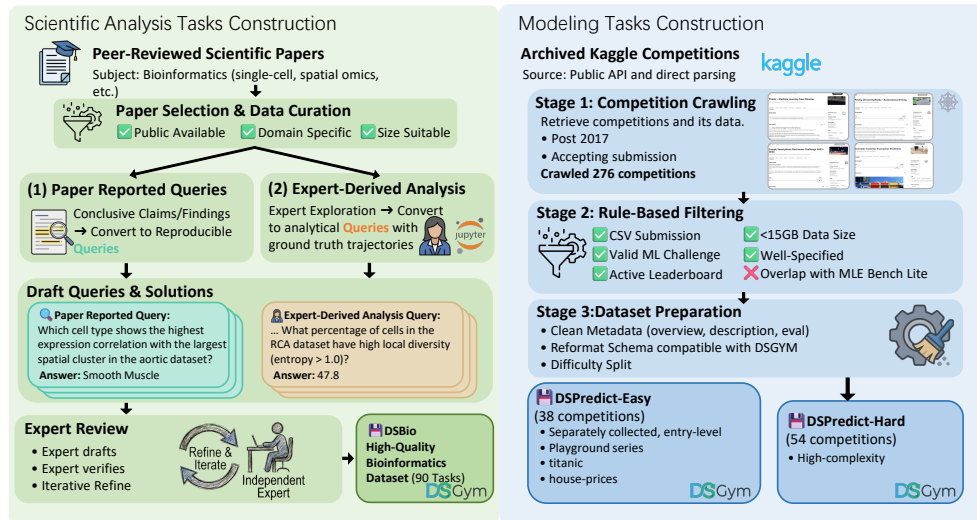 Scientific Analysis Tasks Construction
Peer-Reviewed Scientific Papers
Subject: Bioinformatics (single-cell, spatial omics,
etc.)
Paper Selection & Data Curation
Public Available
Domain Specific
Size Suitable
(1) Paper Reported Queries
Conclusive Claims/Findings
→ Convert to Reproducible
Queries
(2) Expert-Derived Analysis
Expert Exploration → Convert
to analytical Queries with
ground truth trajectories
jupyter
Draft Queries & Solutions
Paper Reported Query:
Which cell type shows the highest
expression correlation with the largest
spatial cluster in the aortic dataset?
Answer: Smooth Muscle
Expert-Derived Analysis Query:
... What percentage of cells in the
RCA dataset have high local diversity
(entropy > 1.0)?
Answer: 47.8
Expert Review
• Expert drafts
• Expert verifies
• Iterative Refine
Refine &
Iterate
Independent
Expert
DSBio
High-Quality
Bioinformatics
Dataset (90 Tasks)
DSGym
Modeling Tasks Construction
Archived Kaggle Competitions
Source: Public API and direct parsing
kaggle
Stage 1: Competition Crawling
Retrieve competitions and its data.
• Post 2017
• Accepting submission
Crawled 276 competitions
Stage 2: Rule-Based Filtering
CSV Submission
Valid ML Challenge
Active Leaderboard
<15GB Data Size
Well-Specified
Overlap with MLE Bench Lite
Stage 3:Dataset Preparation
• Clean Metadata (overview, description, eval)
• Reformat Schema compatible with DSGYM
• Difficulty Split
DSPredict-Easy
(38 competitions)
• Separately collected, entry-level
• Playground series
• titanic
• house-prices
DSGym
DSPredict-Hard
(54 competitions)
• High-complexity
DSGym